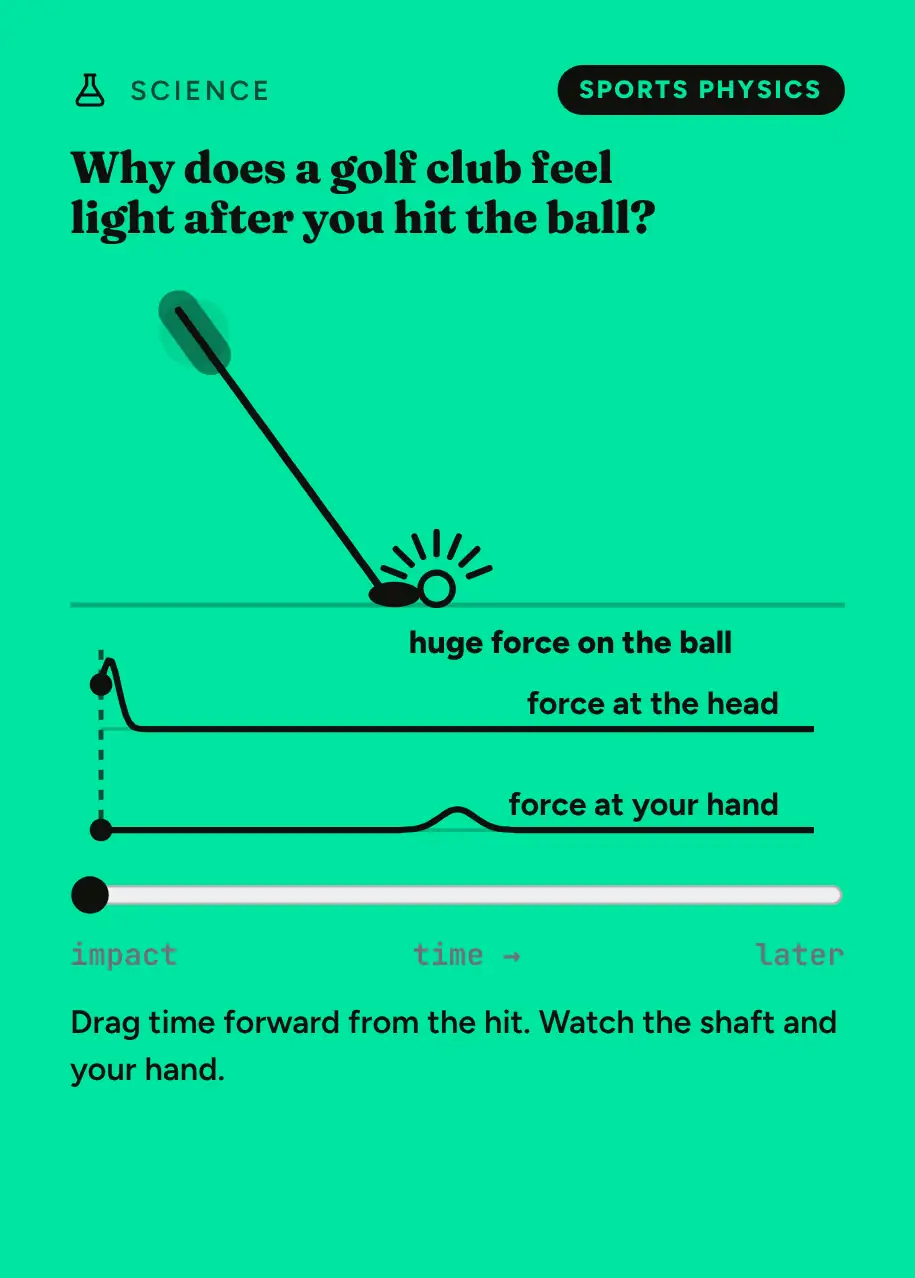 SCIENCE
SPORTS PHYSICS
Why does a golf club feel
light after you hit the ball?
huge force on the ball
force at the head
force at your hand
impact
time →
later
Drag time forward from the hit. Watch the shaft and
your hand.